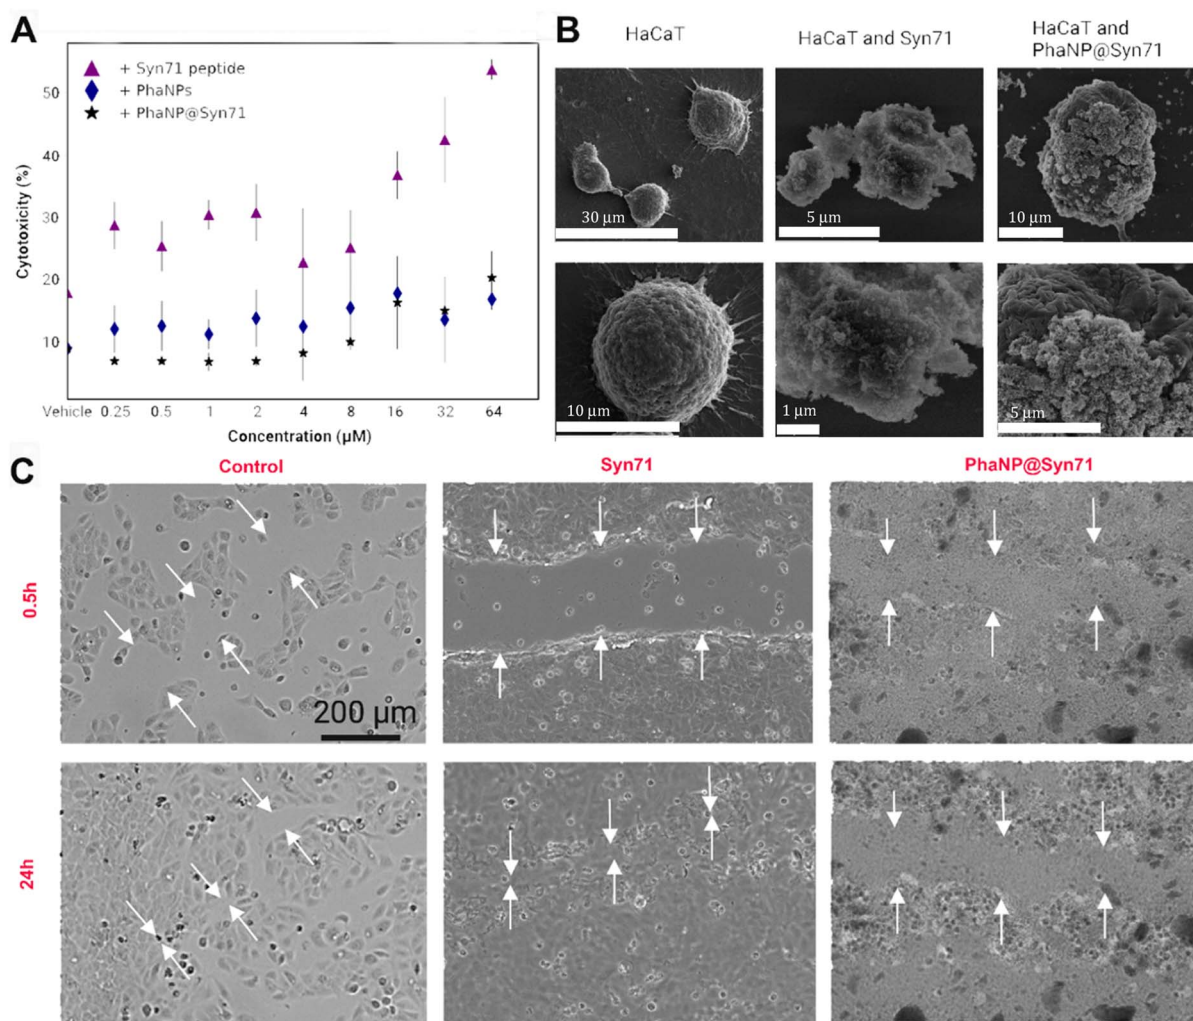 A
+ Syn71 peptide
+ PhaNPs
+ PhaNP@Syn71
Cytotoxicity (%)
50
40
30
20
10
Vehicle 0.25 0.5 1 2 4 8 16 32 64
Concentration (µM)
B
HaCaT
HaCaT and Syn71
HaCaT and
PhaNP@Syn71
30 µm
5 µm
10 µm
10 µm
1 µm
5 µm
C
Control
Syn71
PhaNP@Syn71
0.5h
200 µm
24h